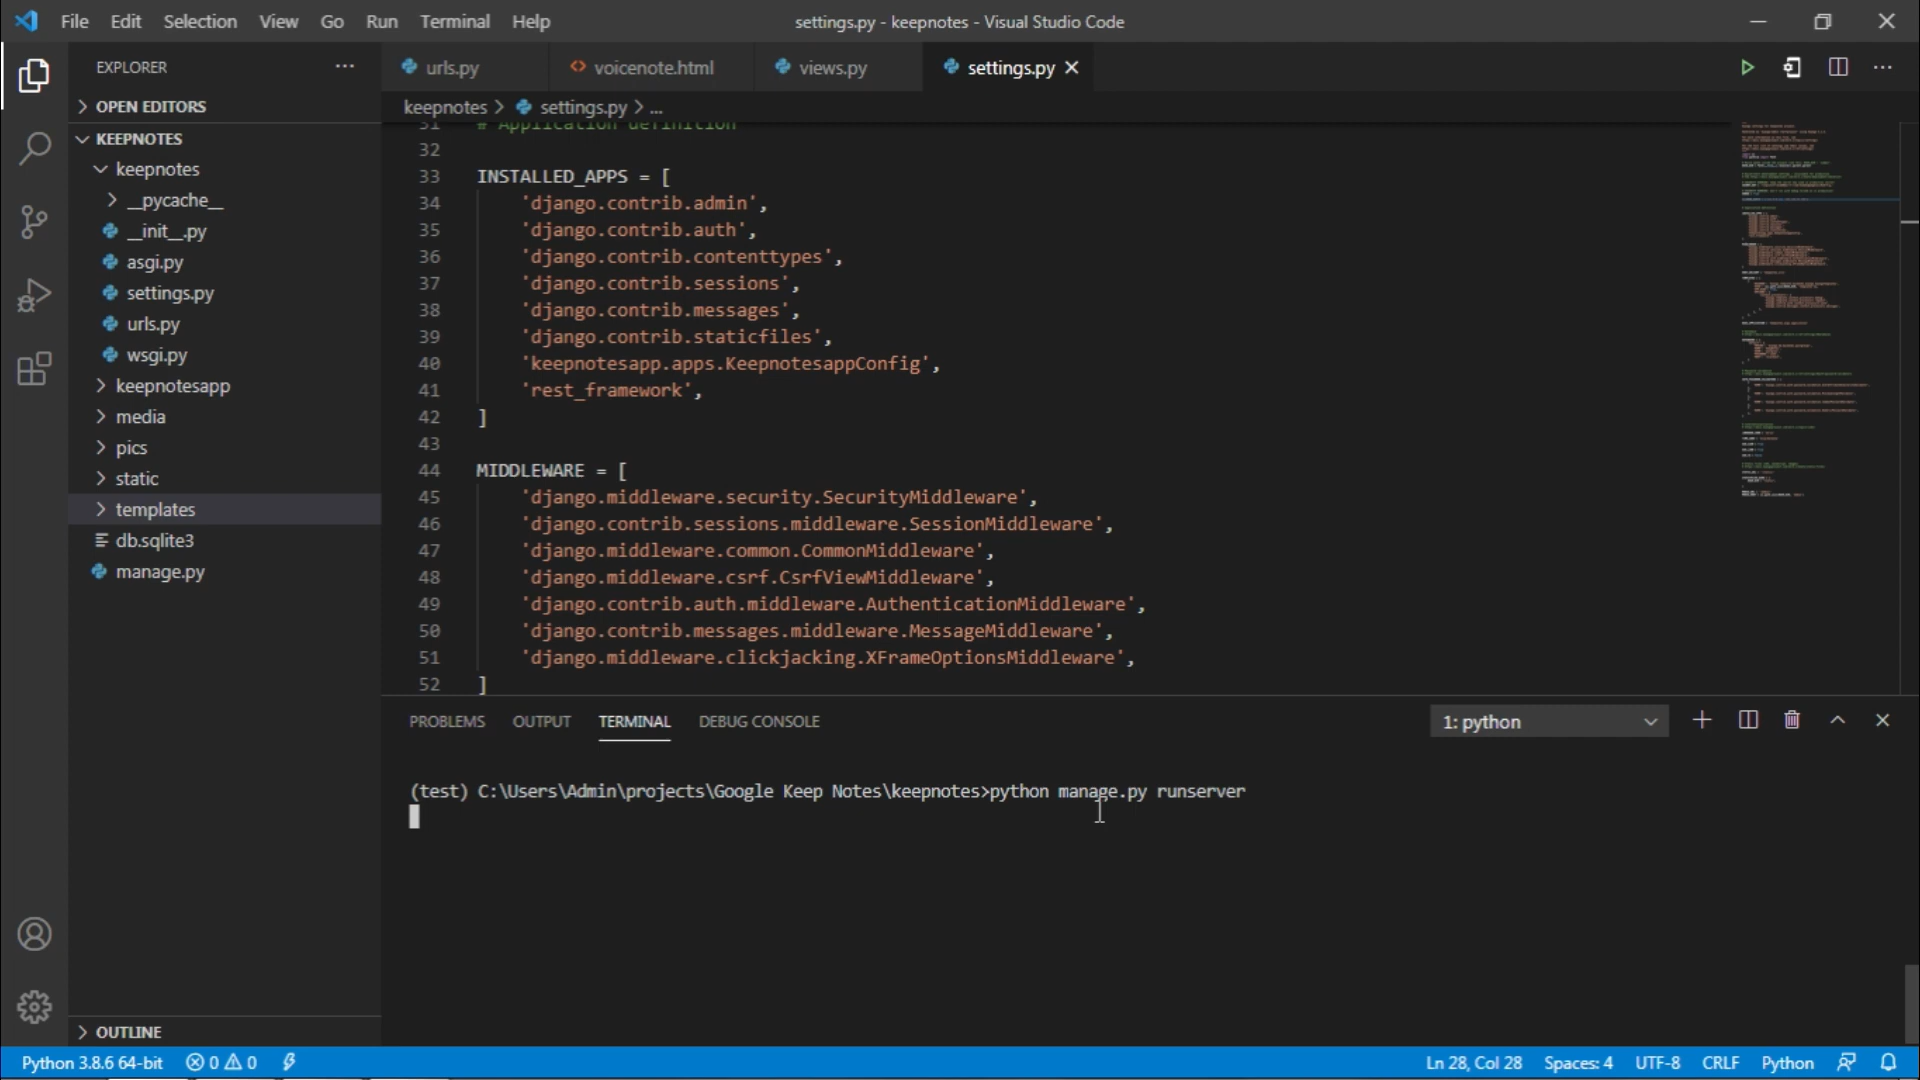 File Edit Selection View Go Run Terminal Help
settings.py - keepnotes - Visual Studio Code
EXPLORER
OPEN EDITORS
KEEPNOTES
keepnotes
__pycache__
__init__.py
asgi.py
settings.py
urls.py
wsgi.py
keepnotesapp
media
pics
static
templates
db.sqlite3
manage.py
OUTLINE
urls.py voicenote.html views.py settings.py
keepnotes > settings.py > ...
31 # Application definition
32
33 INSTALLED_APPS = [
34 'django.contrib.admin',
35 'django.contrib.auth',
36 'django.contrib.contenttypes',
37 'django.contrib.sessions',
38 'django.contrib.messages',
39 'django.contrib.staticfiles',
40 'keepnotesapp.apps.KeepnotesappConfig',
41 'rest_framework',
42 ]
43
44 MIDDLEWARE = [
45 'django.middleware.security.SecurityMiddleware',
46 'django.contrib.sessions.middleware.SessionMiddleware',
47 'django.middleware.common.CommonMiddleware',
48 'django.middleware.csrf.CsrfViewMiddleware',
49 'django.contrib.auth.middleware.AuthenticationMiddleware',
50 'django.contrib.messages.middleware.MessageMiddleware',
51 'django.middleware.clickjacking.XFrameOptionsMiddleware',
52 ]
PROBLEMS OUTPUT TERMINAL DEBUG CONSOLE
1: python
(test) C:\Users\Admin\projects\Google Keep Notes\keepnotes>python manage.py runserver
Python 3.8.6 64-bit 0 0 Ln 28, Col 28 Spaces: 4 UTF-8 CRLF Python